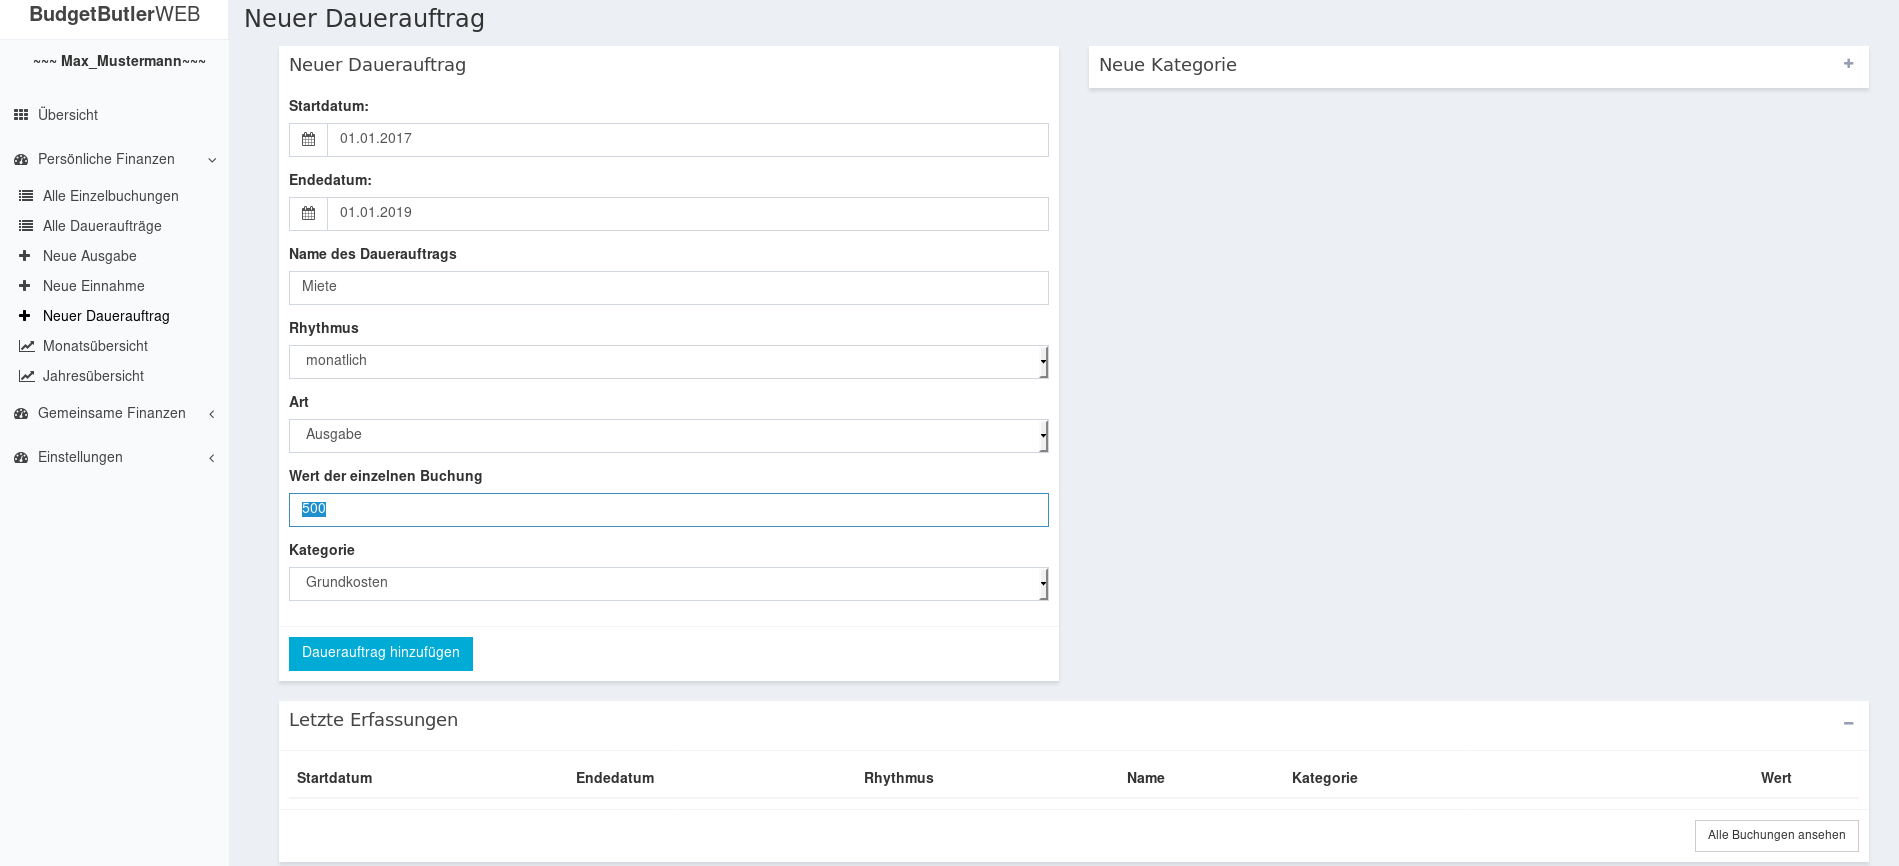 BudgetButlerWEB
~~~ Max_Mustermann~~~
Übersicht
Persönliche Finanzen
Alle Einzelbuchungen
Alle Daueraufträge
Neue Ausgabe
Neue Einnahme
Neuer Dauerauftrag
Monatsübersicht
Jahresübersicht
Gemeinsame Finanzen
Einstellungen
Neuer Dauerauftrag
Neuer Dauerauftrag
Startdatum:
01.01.2017
Endedatum:
01.01.2019
Name des Dauerauftrags
Miete
Rhythmus
monatlich
Art
Ausgabe
Wert der einzelnen Buchung
500
Kategorie
Grundkosten
Dauerauftrag hinzufügen
Neue Kategorie
Letzte Erfassungen
Startdatum Endedatum Rhythmus Name Kategorie Wert
Alle Buchungen ansehen